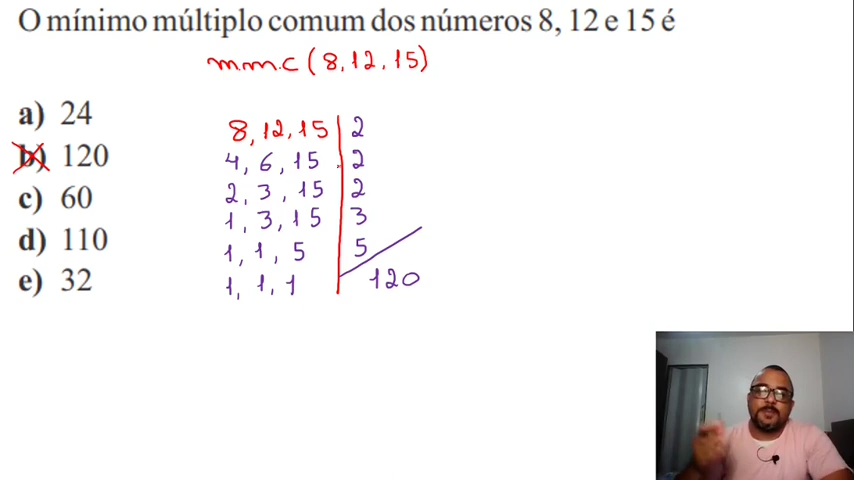 O mínimo múltiplo comum dos números 8, 12 e 15 é
m.m.c (8,12,15)
a) 24
b) 120
c) 60
d) 110
e) 32
8, 12, 15 | 2
4, 6, 15 | 2
2, 3, 15 | 2
1, 3, 15 | 3
1, 1, 5 | 5
1, 1, 1 | 120